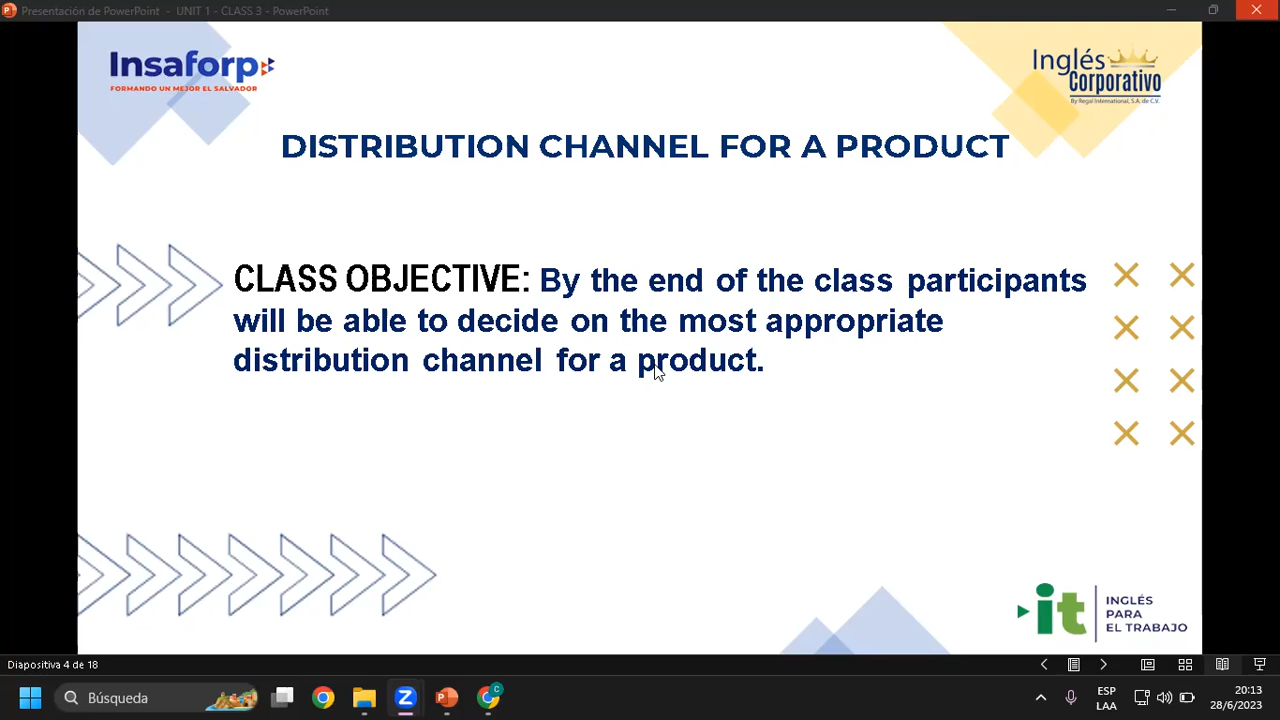 Presentación de PowerPoint - UNIT 1 - CLASS 3 - PowerPoint
Insaforp
FORMANDO UN MEJOR EL SALVADOR
Inglés
Corporativo
By Regal International, S.A. de C.V.
DISTRIBUTION CHANNEL FOR A PRODUCT
CLASS OBJECTIVE: By the end of the class participants
will be able to decide on the most appropriate
distribution channel for a product.
it
INGLÉS
PARA
EL TRABAJO
Diapositiva 4 de 18
Búsqueda
ESP
LAA
20:13
28/6/2023